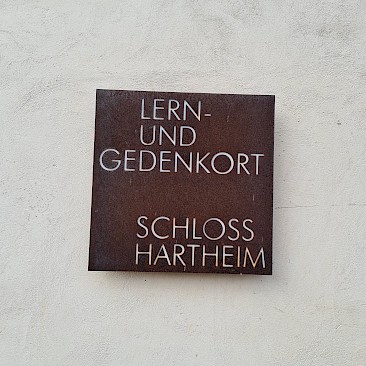 LERN-
UND
GEDENKORT
SCHLOSS
HARTHEIM